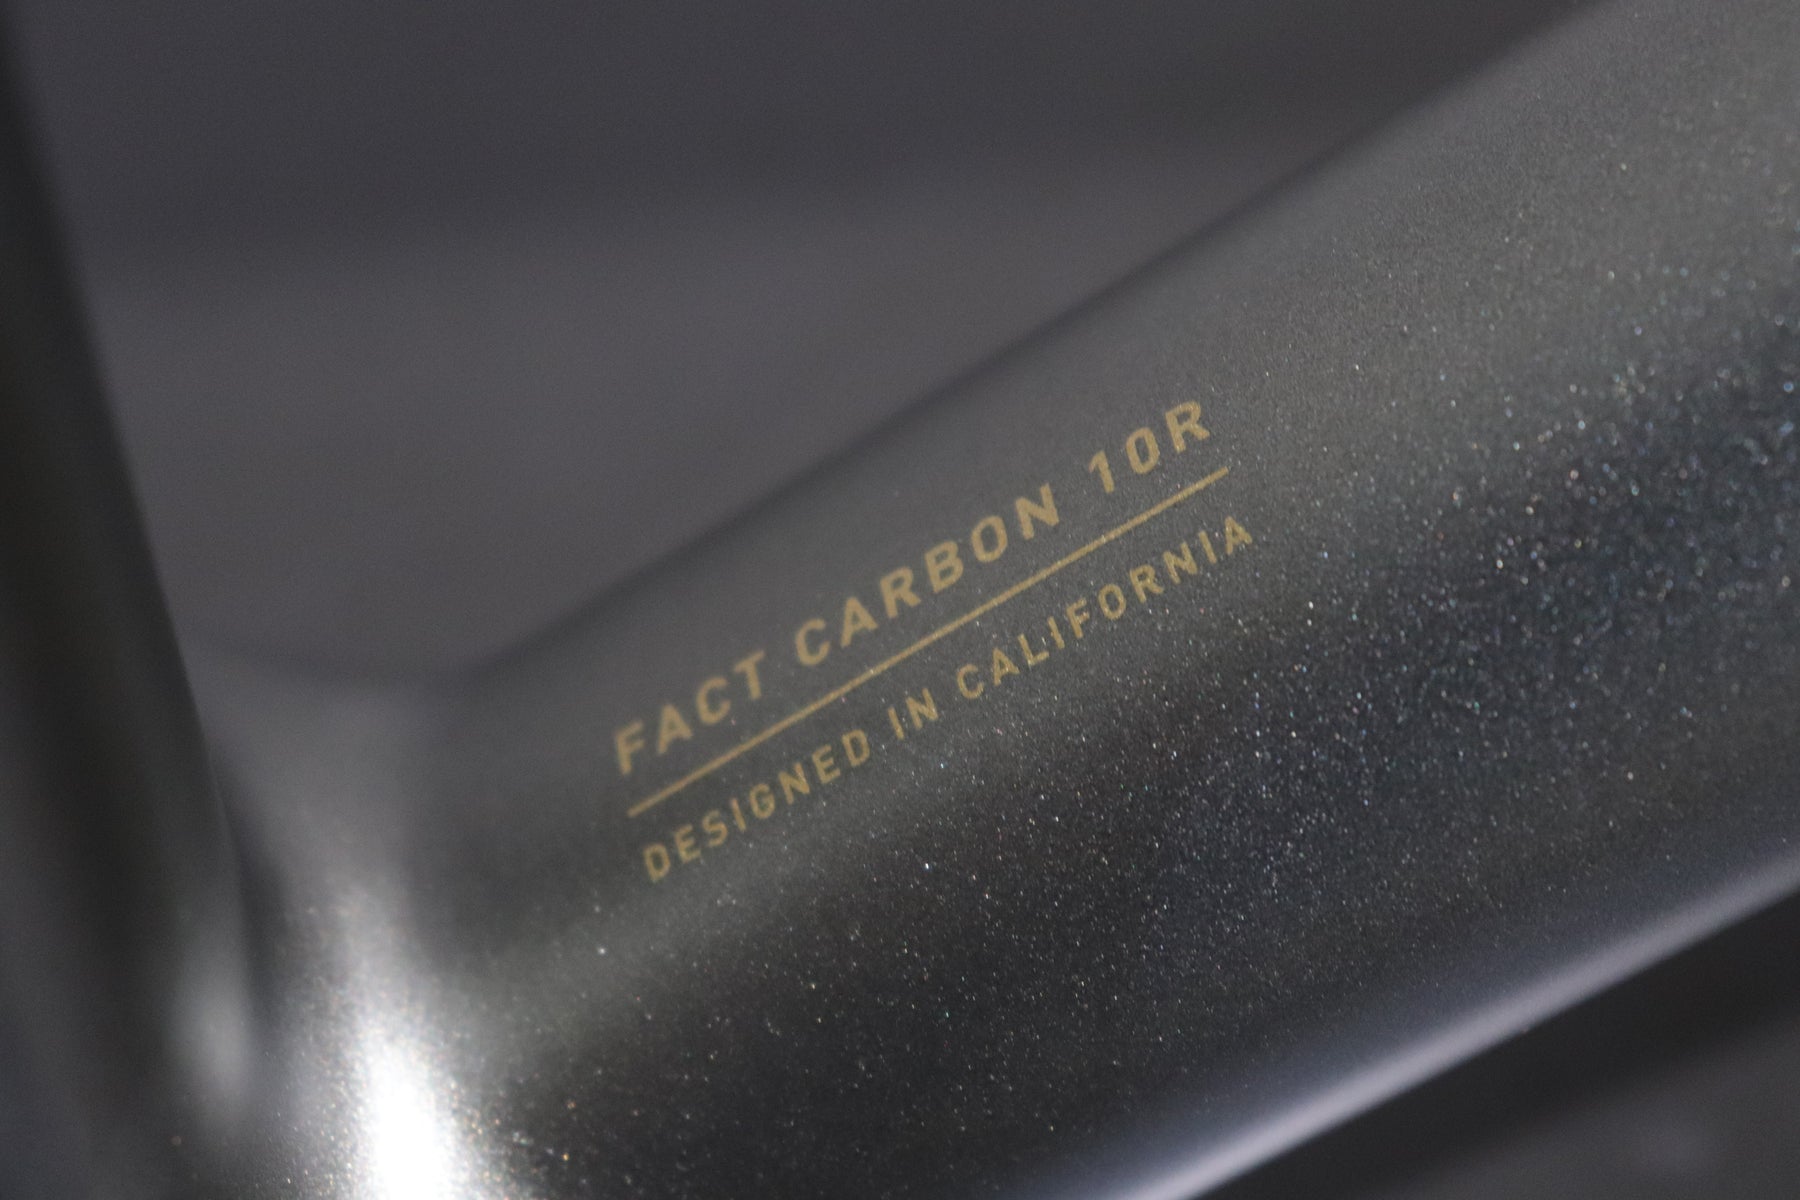 FACT CARBON 10R
DESIGNED IN CALIFORNIA